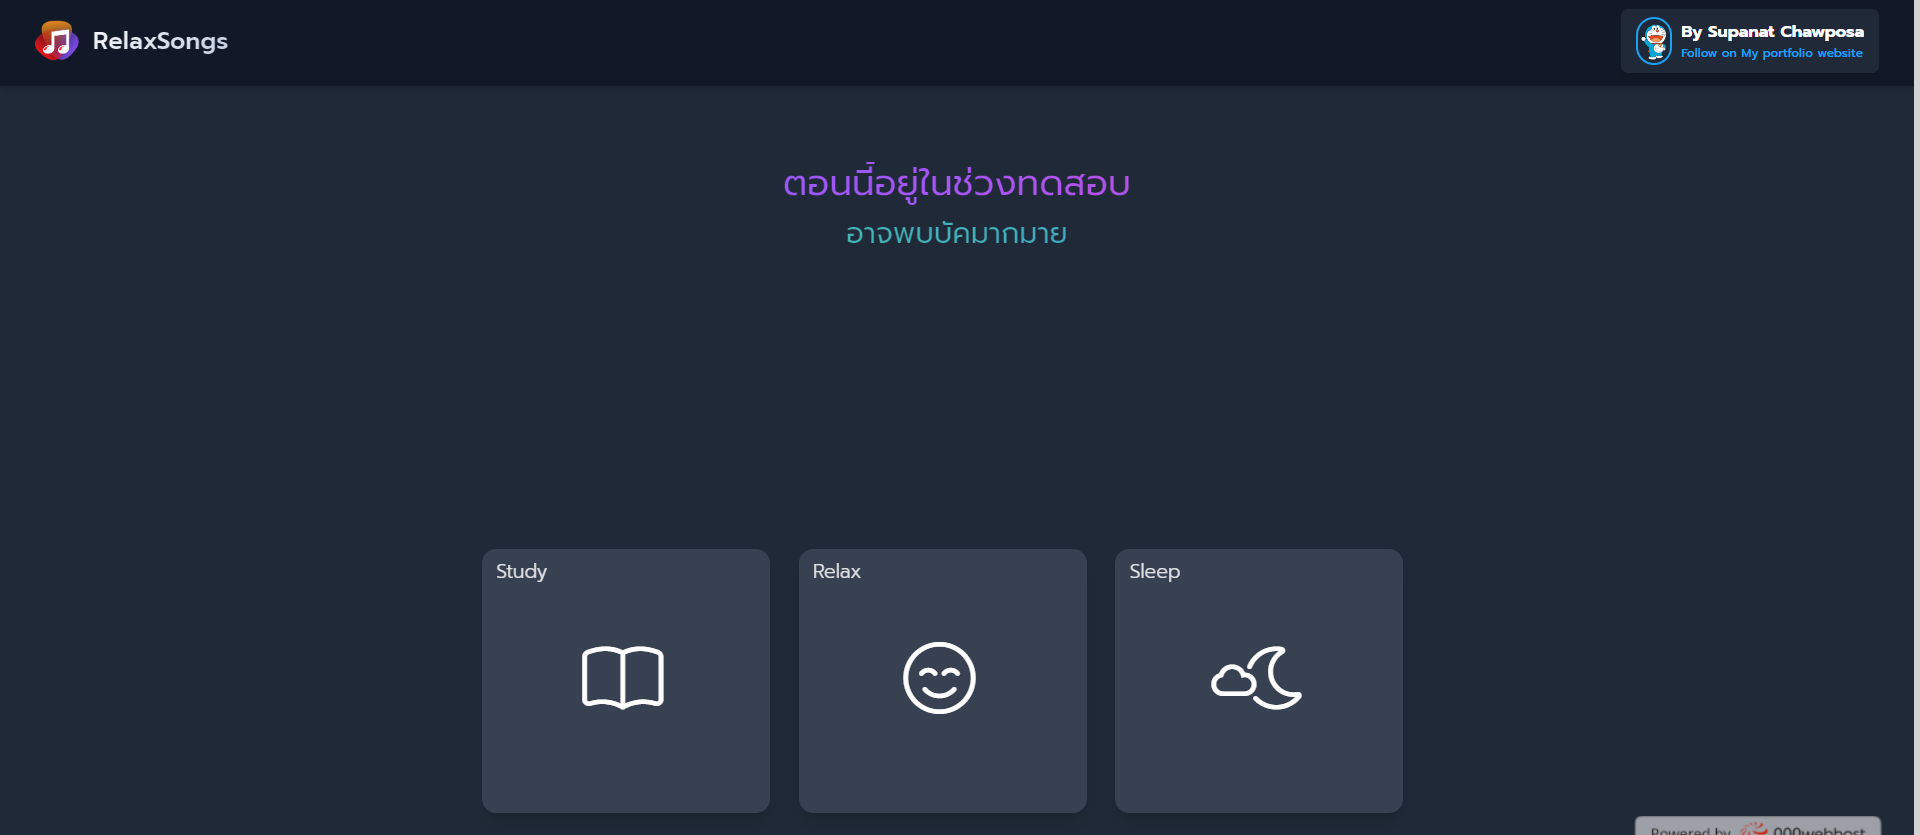 RelaxSongs
By Supanat Chawposa
Follow on My portfolio website
ตอนนี้อยู่ในช่วงทดสอบ
อาจพบบัคมากมาย
Study
Relax
Sleep
Powered by 000webhost